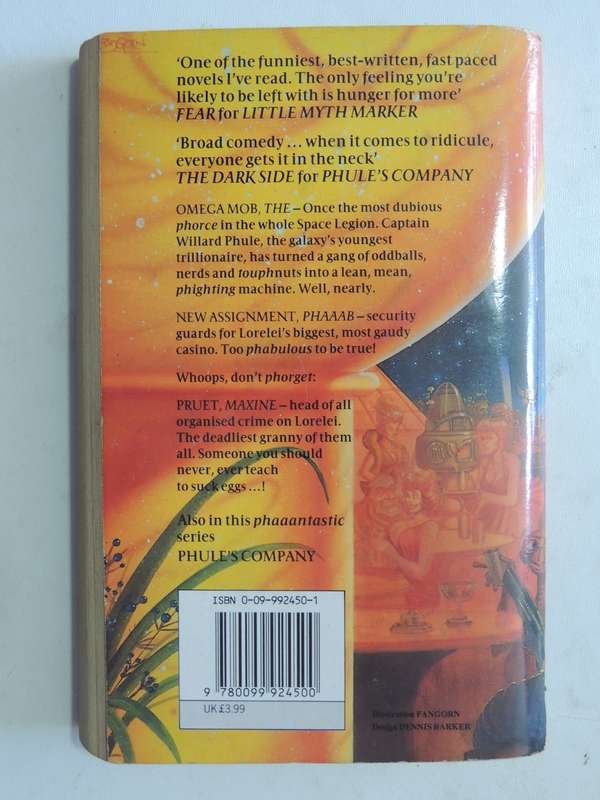 ‘One of the funniest, best-written, fast paced
novels I’ve read. The only feeling you’re
likely to be left with is hunger for more’
FEAR for LITTLE MYTH MARKER
‘Broad comedy ... when it comes to ridicule,
everyone gets it in the neck’
THE DARK SIDE for PHULE’S COMPANY
OMEGA MOB, THE – Once the most dubious
phorce in the whole Space Legion. Captain
Willard Phule, the galaxy’s youngest
trillionaire, has turned a gang of oddballs,
nerds and touphnuts into a lean, mean,
phighting machine. Well, nearly.
NEW ASSIGNMENT, PHAAAB – security
guards for Lorelei’s biggest, most gaudy
casino. Too phabulous to be true!
Whoops, don’t phorget:
PRUET, MAXINE – head of all
organised crime on Lorelei.
The deadliest granny of them
all. Someone you should
never, ever teach
to suck eggs ...!
Also in this phaaantastic
series
PHULE’S COMPANY
ISBN 0-09-992450-1
9 780099 924500
UK £3.99
Illustration FANGORN
Design DENNIS BARKER